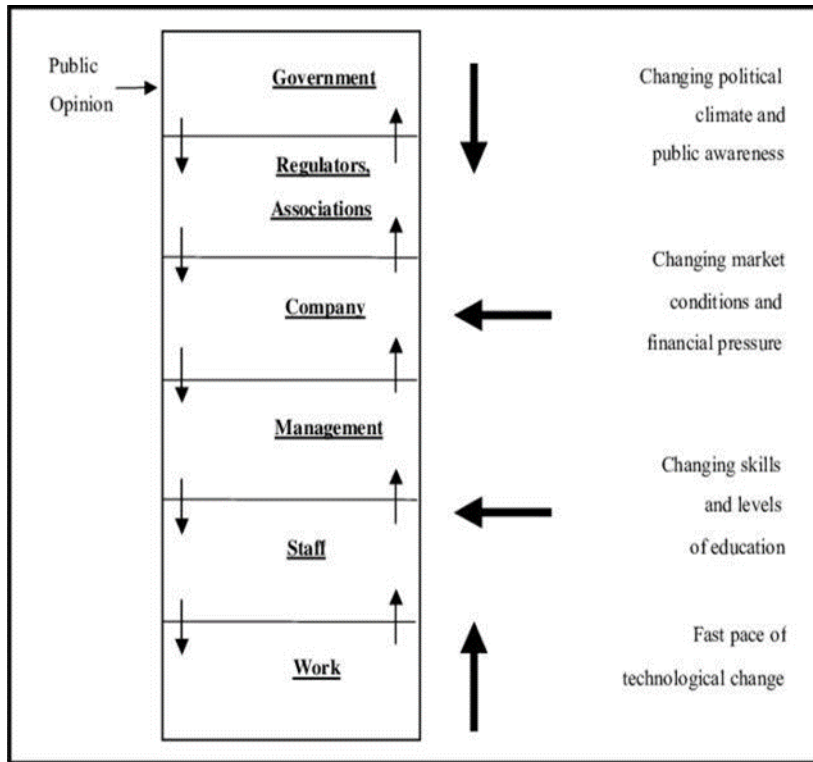 Public
Opinion
Government
Regulators,
Associations
Company
Management
Staff
Work
Changing political
climate and
public awareness
Changing market
conditions and
financial pressure
Changing skills
and levels
of education
Fast pace of
technological change